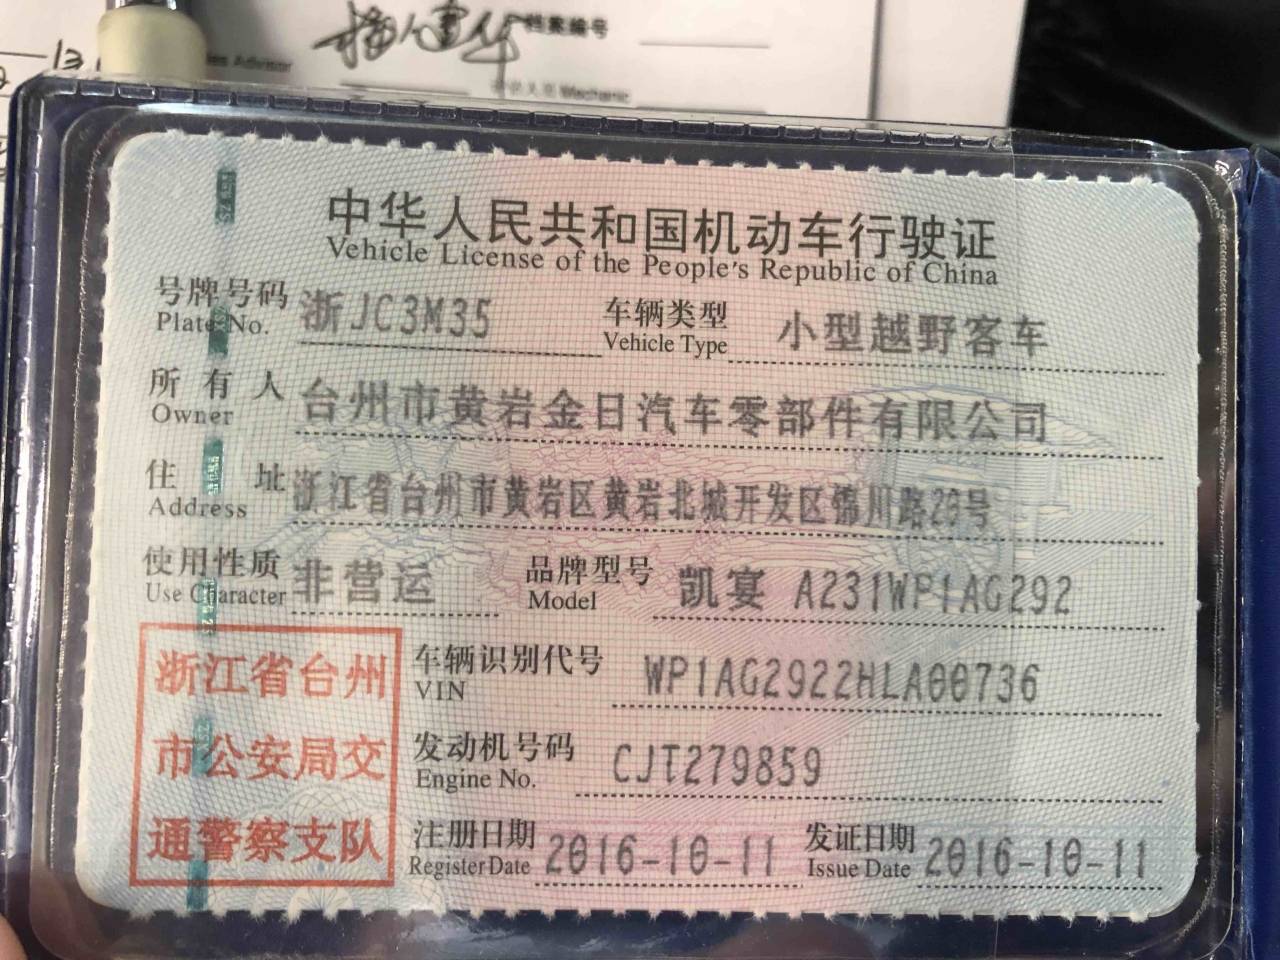 档案编号
Mechanic
中华人民共和国机动车行驶证
Vehicle License of the People's Republic of China
号牌号码 浙JC3M35 车辆类型 小型越野客车
Plate No. Vehicle Type
所有人 台州市黄岩金日汽车零部件有限公司
Owner
住址 浙江省台州市黄岩区黄岩北城开发区锦川路29号
Address
使用性质 非营运 品牌型号 凯宴 A231WP1AG292
Use Character Model
浙江省台州
市公安局交
通警察支队
车辆识别代号 WP1AG2922HLA00736
VIN
发动机号码 CJT279859
Engine No.
注册日期 2016-10-11 发证日期 2016-10-11
Register Date Issue Date